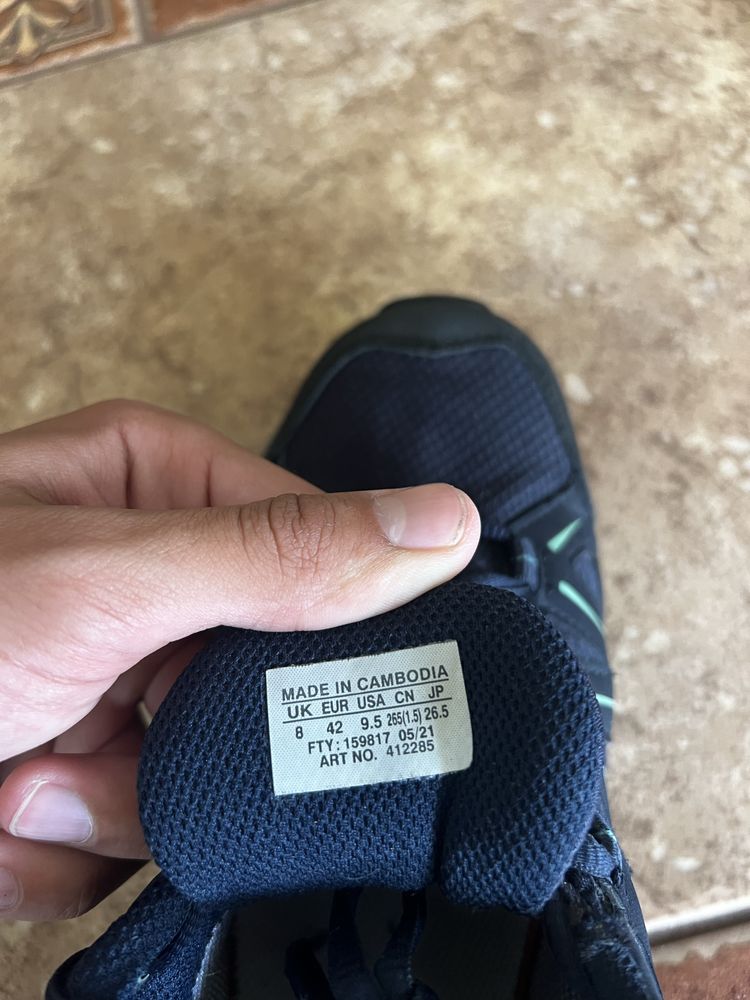 MADE IN CAMBODIA
UK EUR USA CN JP
8 42 9.5 265(1.5) 26.5
FTY: 159817 05/21
ART NO. 412285